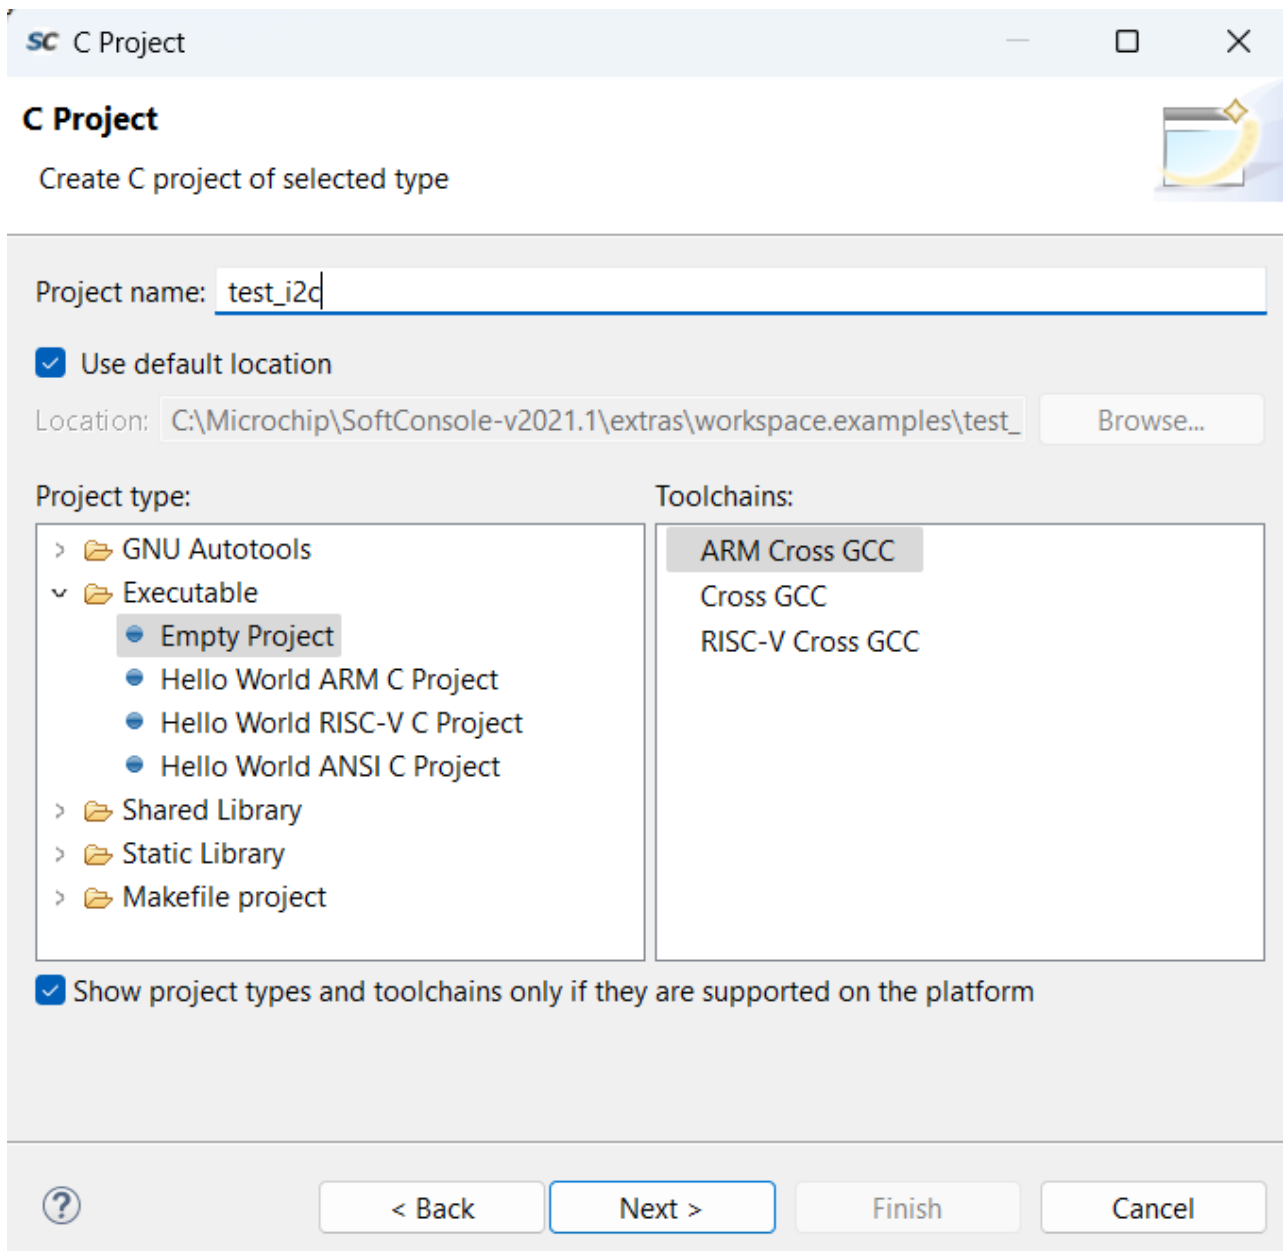 SC C Project
C Project
Create C project of selected type
Project name: test_i2c
Use default location
Location: C:\Microchip\SoftConsole-v2021.1\extras\workspace.examples\test_ Browse...
Project type: Toolchains:
GNU Autotools ARM Cross GCC
Executable Cross GCC
Empty Project RISC-V Cross GCC
Hello World ARM C Project
Hello World RISC-V C Project
Hello World ANSI C Project
Shared Library
Static Library
Makefile project
Show project types and toolchains only if they are supported on the platform
? < Back Next > Finish Cancel